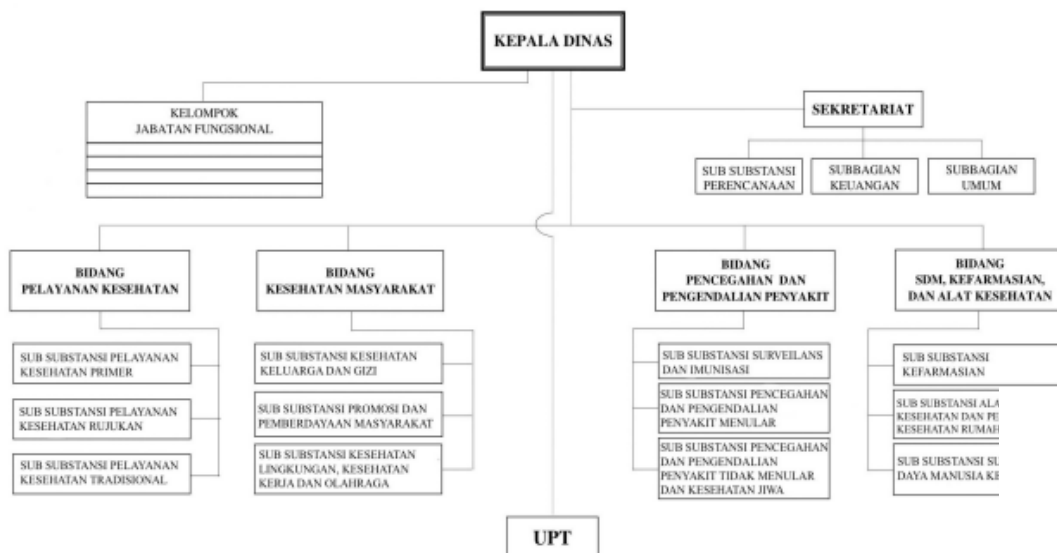 KEPALA DINAS
KELOMPOK
JABATAN FUNGSIONAL
SEKRETARIAT
SUB SUBSTANSI
PERENCANAAN
SUBBAGIAN
KEUANGAN
SUBBAGIAN
UMUM
BIDANG
PELAYANAN KESEHATAN
SUB SUBSTANSI PELAYANAN
KESEHATAN PRIMER
SUB SUBSTANSI PELAYANAN
KESEHATAN RUJUKAN
SUB SUBSTANSI PELAYANAN
KESEHATAN TRADISIONAL
BIDANG
KESEHATAN MASYARAKAT
SUB SUBSTANSI KESEHATAN
KELUARGA DAN GIZI
SUB SUBSTANSI PROMOSI DAN
PEMBERDAYAAN MASYARAKAT
SUB SUBSTANSI KESEHATAN
LINGKUNGAN, KESEHATAN
KERJA DAN OLAHRAGA
BIDANG
PENCEGAHAN DAN
PENGENDALIAN PENYAKIT
SUB SUBSTANSI SURVEILANS
DAN IMUNISASI
SUB SUBSTANSI PENCEGAHAN
DAN PENGENDALIAN
PENYAKIT MENULAR
SUB SUBSTANSI PENCEGAHAN
DAN PENGENDALIAN
PENYAKIT TIDAK MENULAR
DAN KESEHATAN JIWA
BIDANG
SDM, KEFARMASIAN,
DAN ALAT KESEHATAN
SUB SUBSTANSI
KEFARMASIAN
SUB SUBSTANSI
KESEHATAN DAN
KESEHATAN RUMAH
SUB SUBSTANSI
DAYA MANUSIA
UPT